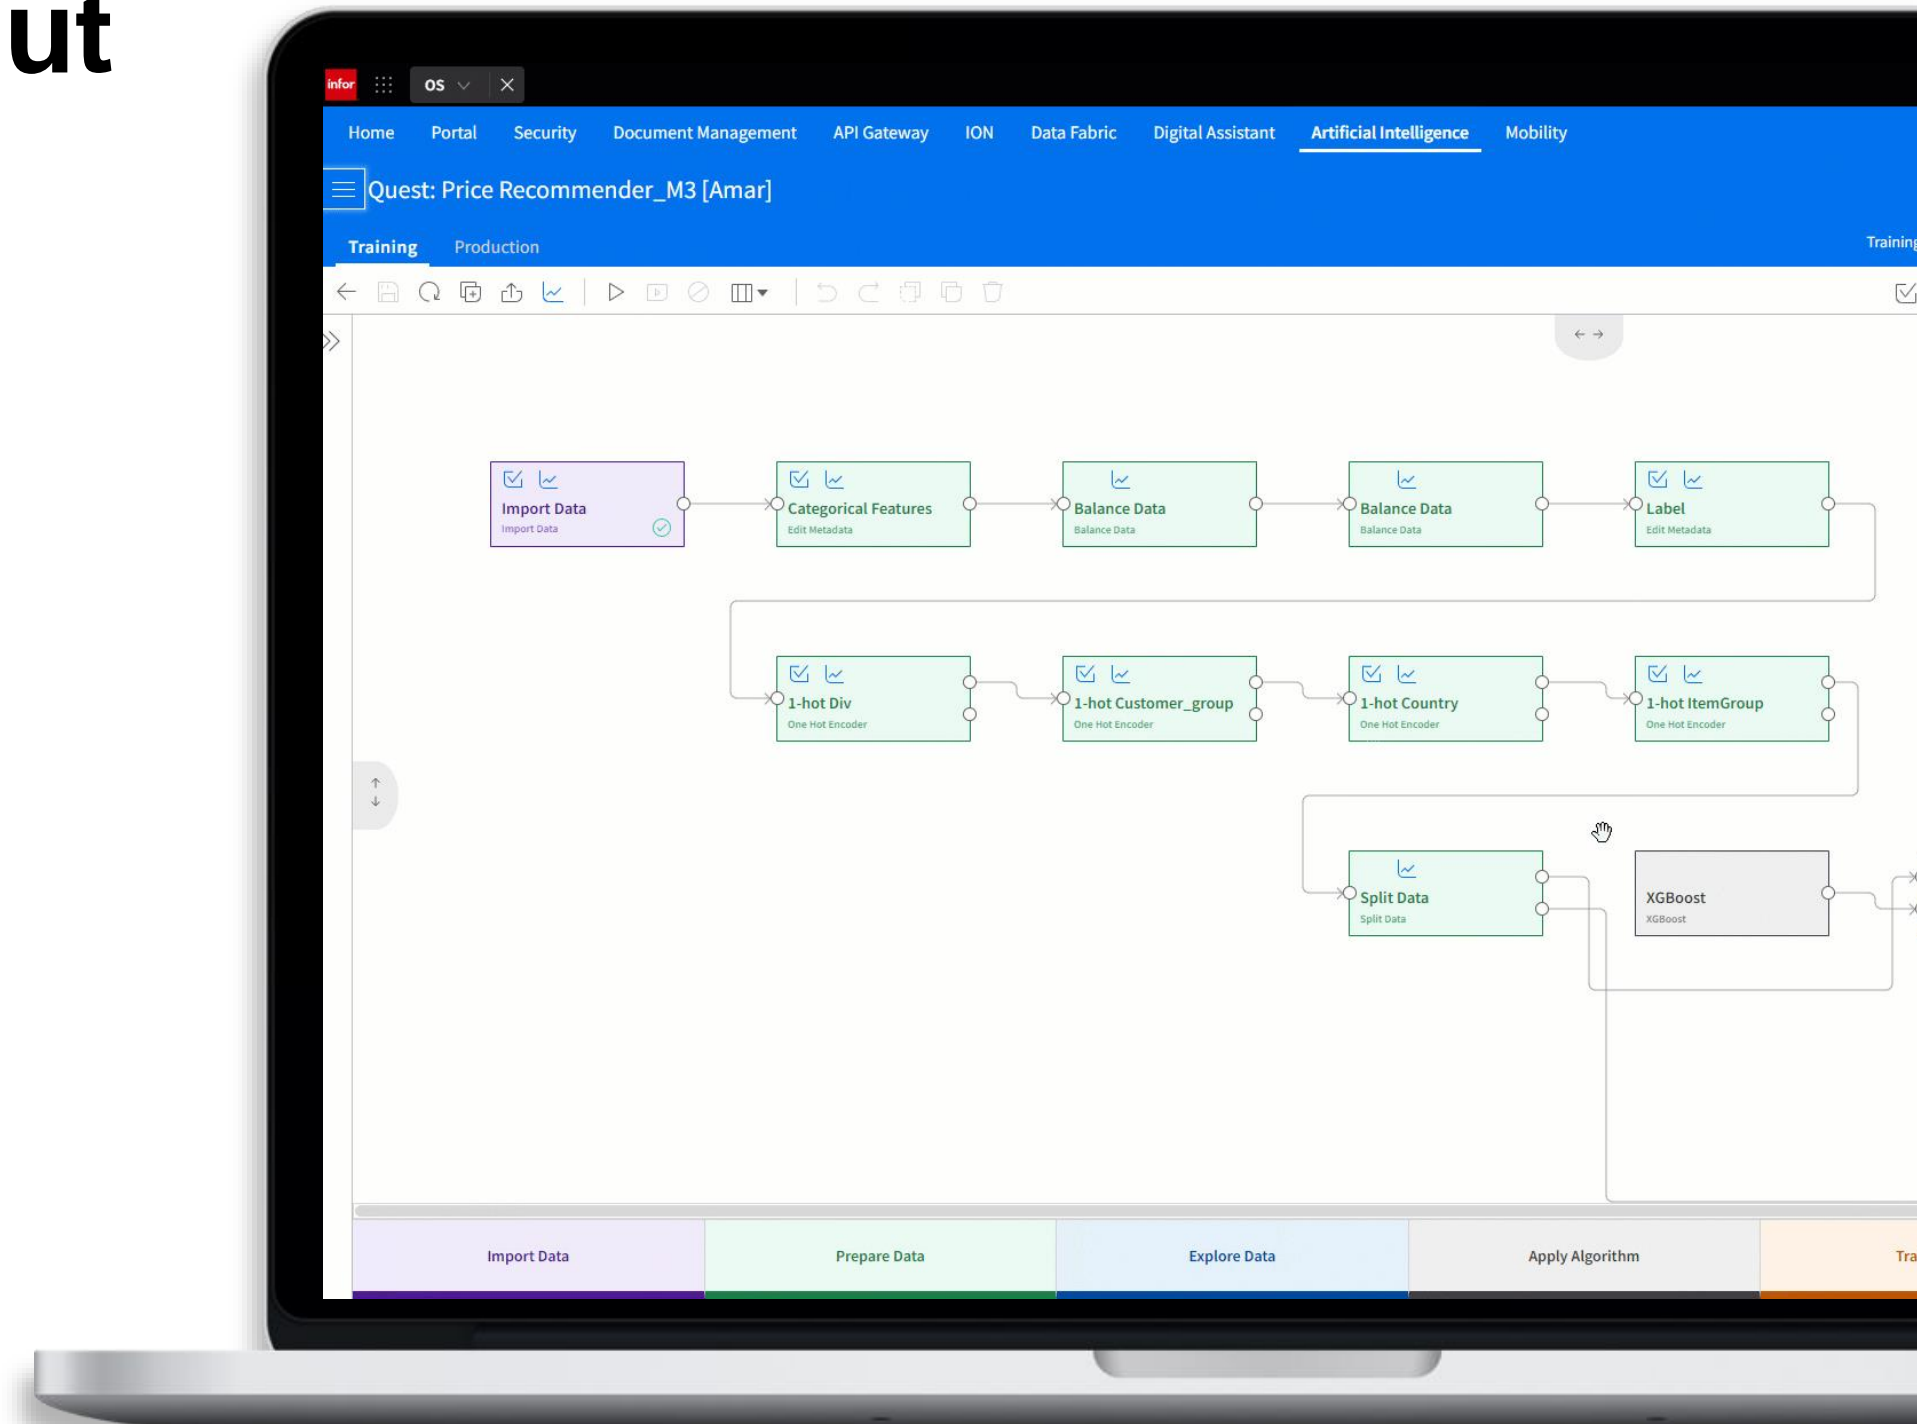 ut
infor OS
Home Portal Security Document Management API Gateway ION Data Fabric Digital Assistant Artificial Intelligence Mobility
Quest: Price Recommender_M3 [Amar]
Training Production Training
Import Data
Import Data
Categorical Features
Edit Metadata
Balance Data
Balance Data
Balance Data
Balance Data
Label
Edit Metadata
1-hot Div
One Hot Encoder
1-hot Customer_group
One Hot Encoder
1-hot Country
One Hot Encoder
1-hot ItemGroup
One Hot Encoder
Split Data
Split Data
XGBoost
XGBoost
Import Data Prepare Data Explore Data Apply Algorithm Tra